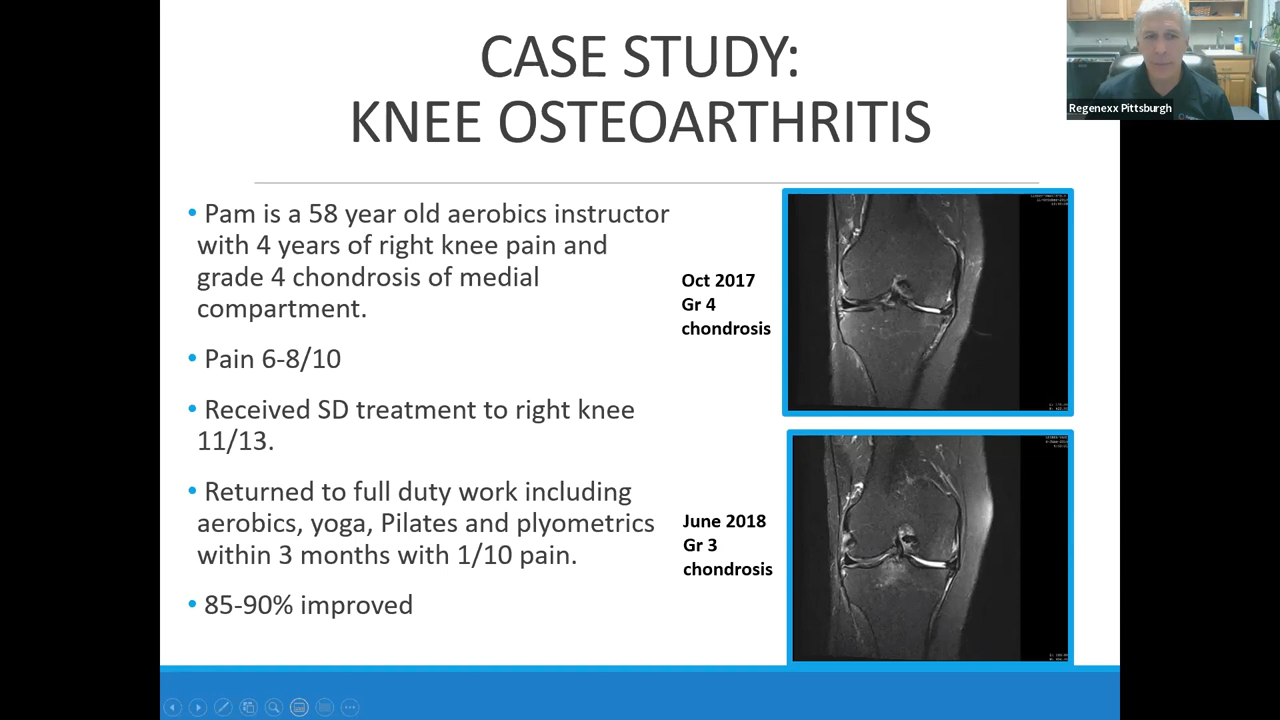 CASE STUDY:
KNEE OSTEOARTHRITIS
Regenexx Pittsburgh
• Pam is a 58 year old aerobics instructor
with 4 years of right knee pain and
grade 4 chondrosis of medial
compartment.
• Pain 6-8/10
• Received SD treatment to right knee
11/13.
• Returned to full duty work including
aerobics, yoga, Pilates and plyometrics
within 3 months with 1/10 pain.
• 85-90% improved
Oct 2017
Gr 4
chondrosis
June 2018
Gr 3
chondrosis